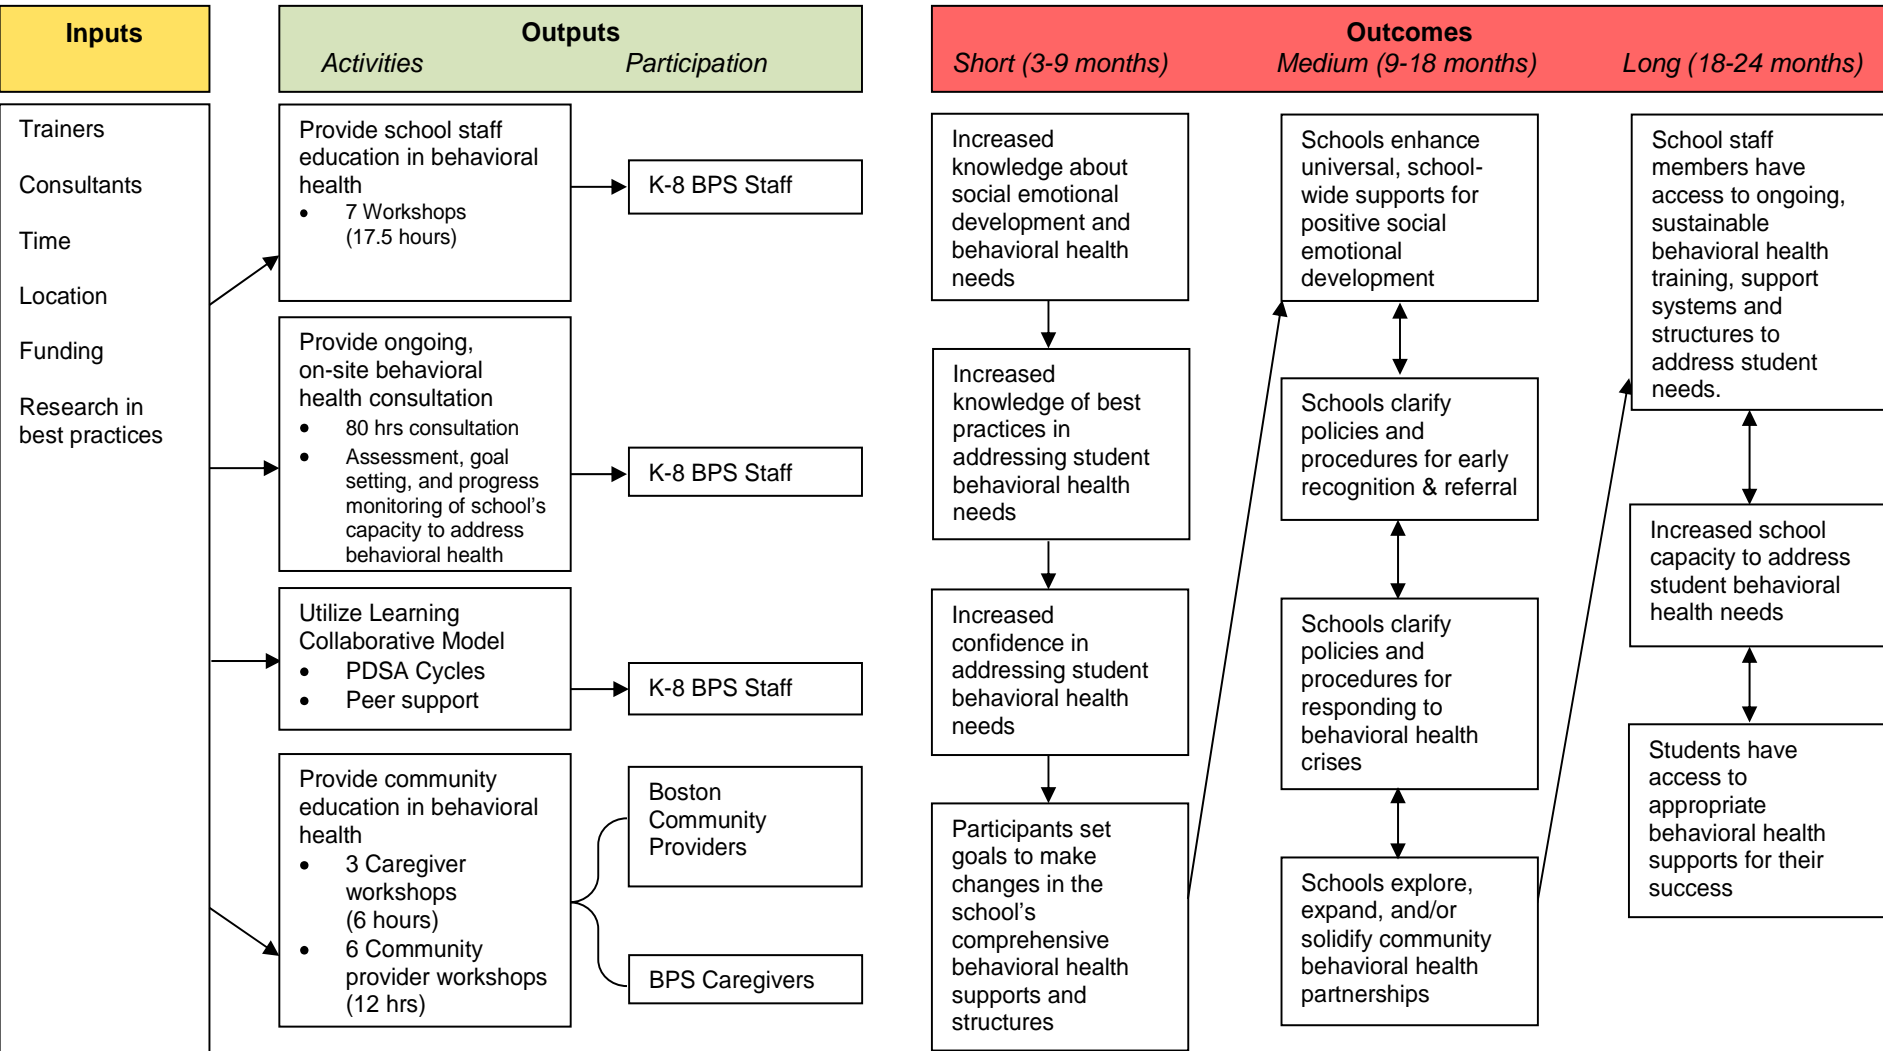 Inputs
Outputs
Activities
Participation
Outcomes
Short (3-9 months)
Medium (9-18 months)
Long (18-24 months)
Trainers
Consultants
Time
Location
Funding
Research in
best practices
Provide school staff
education in behavioral
health
• 7 Workshops
(17.5 hours)
K-8 BPS Staff
Provide ongoing,
on-site behavioral
health consultation
• 80 hrs consultation
• Assessment, goal
setting, and progress
monitoring of school’s
capacity to address
behavioral health
K-8 BPS Staff
Utilize Learning
Collaborative Model
• PDSA Cycles
• Peer support
K-8 BPS Staff
Provide community
education in behavioral
health
• 3 Caregiver
workshops
(6 hours)
• 6 Community
provider workshops
(12 hrs)
Boston
Community
Providers
BPS Caregivers
Increased
knowledge about
social emotional
development and
behavioral health
needs
Increased
knowledge of best
practices in
addressing student
behavioral health
needs
Increased
confidence in
addressing student
behavioral health
needs
Participants set
goals to make
changes in the
school’s
comprehensive
behavioral health
supports and
structures
Schools enhance
universal, school-
wide supports for
positive social
emotional
development
Schools clarify
policies and
procedures for early
recognition & referral
Schools clarify
policies and
procedures for
responding to
behavioral health
crises
Schools explore,
expand, and/or
solidify community
behavioral health
partnerships
School staff
members have
access to ongoing,
sustainable
behavioral health
training, support
systems and
structures to
address student
needs.
Increased school
capacity to address
student behavioral
health needs
Students have
access to
appropriate
behavioral health
supports for their
success